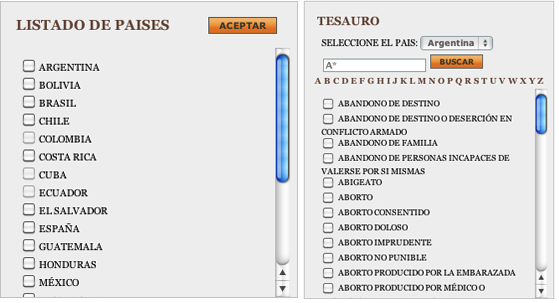 LISTADO DE PAISES
ACEPTAR
ARGENTINA
BOLIVIA
BRASIL
CHILE
COLOMBIA
COSTA RICA
CUBA
ECUADOR
EL SALVADOR
ESPAÑA
GUATEMALA
HONDURAS
MÉXICO
TESAURO
SELECCIONE EL PAIS: Argentina
A*
BUSCAR
A B C D E F G H I J K L M N O P Q R S T U V W X Y Z
ABANDONO DE DESTINO
ABANDONO DE DESTINO O DESERCIÓN EN
CONFLICTO ARMADO
ABANDONO DE FAMILIA
ABANDONO DE PERSONAS INCAPACES DE
VALERSE POR SI MISMAS
ABIGEATO
ABORTO
ABORTO CONSENTIDO
ABORTO DOLOSO
ABORTO IMPRUDENTE
ABORTO NO PUNIBLE
ABORTO PRODUCIDO POR LA EMBARAZADA
ABORTO PRODUCIDO POR MÉDICO O